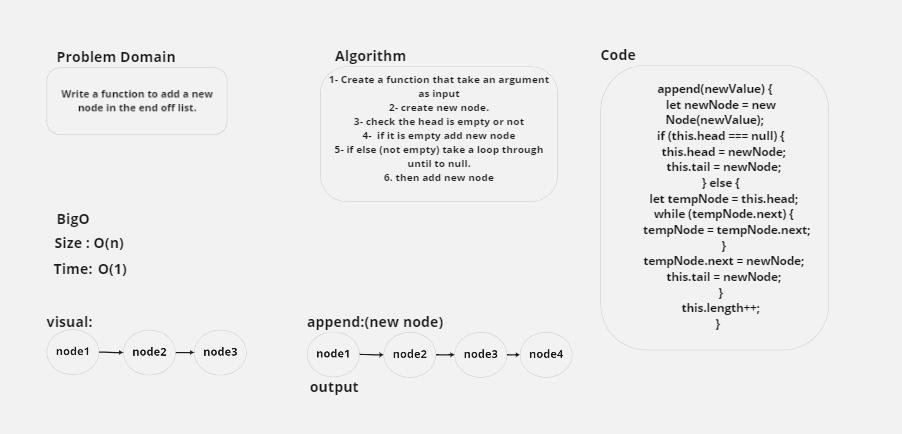 Problem Domain
Write a function to add a new
node in the end off list.
BigO
Size : O(n)
Time: O(1)
visual:
node1
node2
node3
Algorithm
1- Create a function that take an argument
as input
2- create new node.
3- check the head is empty or not
4- if it is empty add new node
5- if else (not empty) take a loop through
until to null.
6. then add new node
append:(new node)
node1
node2
node3
node4
output
Code
append(newValue) {
let newNode = new
Node(newValue);
if (this.head === null) {
this.head = newNode;
this.tail = newNode;
} else {
let tempNode = this.head;
while (tempNode.next) {
tempNode = tempNode.next;
}
tempNode.next = newNode;
this.tail = newNode;
}
this.length++;
}